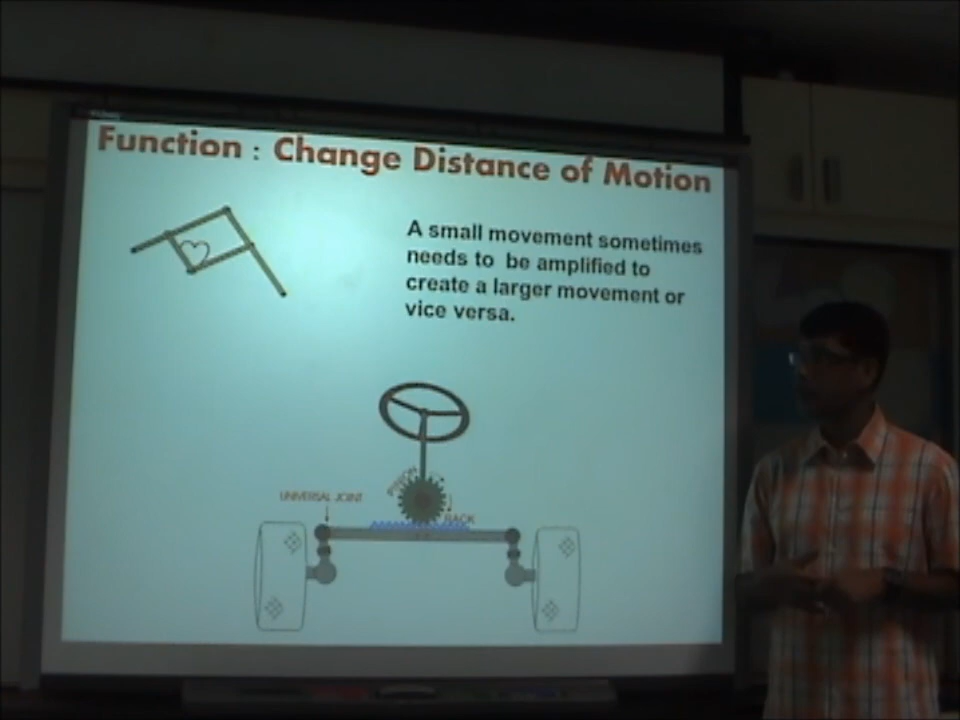 Function : Change Distance of Motion
A small movement sometimes
needs to be amplified to
create a larger movement or
vice versa.
PINION
UNIVERSAL JOINT
RACK